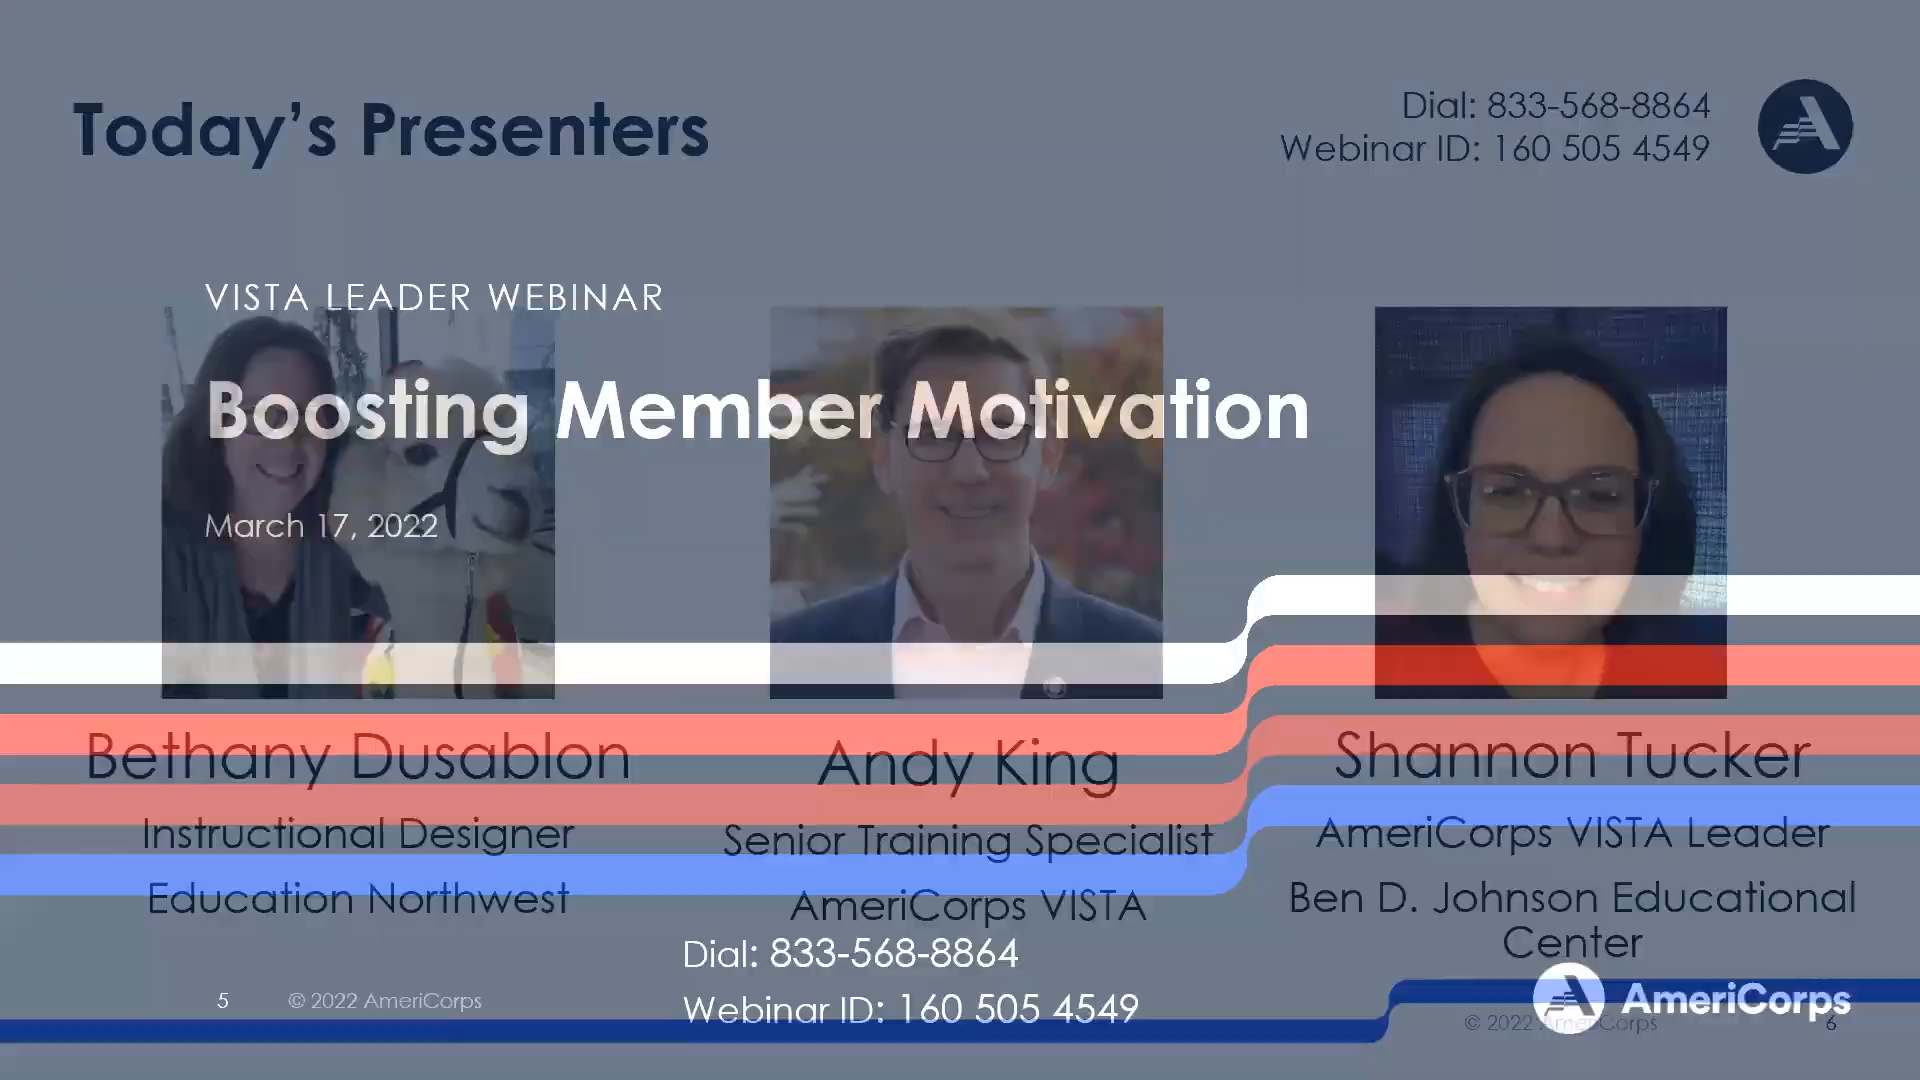 Today's Presenters
Dial: 833-568-8864
Webinar ID: 160 505 4549
VISTA LEADER WEBINAR
Boosting Member Motivation
March 17, 2022
Bethany Dusablon
Instructional Designer
Education Northwest
Andy King
Senior Training Specialist
AmeriCorps VISTA
Shannon Tucker
AmeriCorps VISTA Leader
Ben D. Johnson Educational
Center
Dial: 833-568-8864
Webinar ID: 160 505 4549
5 © 2022 AmeriCorps
AmeriCorps
© 2022 AmeriCorps 6